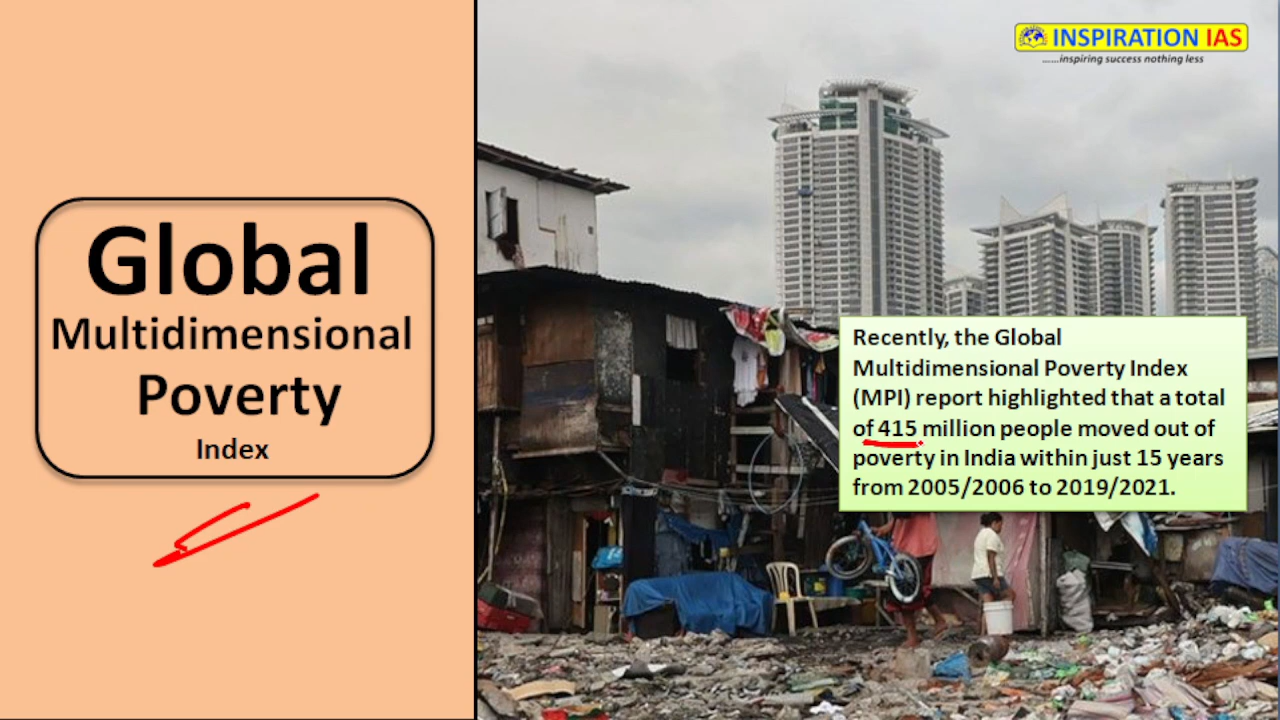 Global
Multidimensional
Poverty
Index
INSPIRATION IAS
......inspiring success nothing less
Recently, the Global
Multidimensional Poverty Index
(MPI) report highlighted that a total
of 415 million people moved out of
poverty in India within just 15 years
from 2005/2006 to 2019/2021.